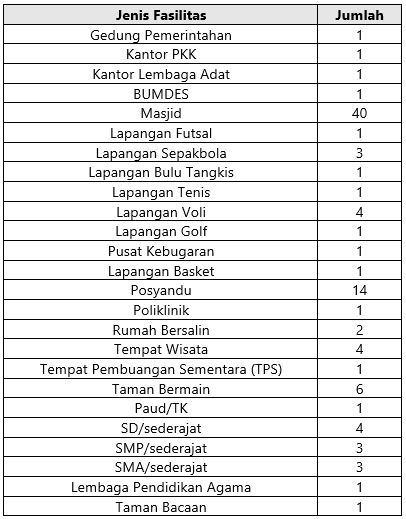 Jenis Fasilitas Jumlah
Gedung Pemerintahan 1
Kantor PKK 1
Kantor Lembaga Adat 1
BUMDES 1
Masjid 40
Lapangan Futsal 1
Lapangan Sepakbola 3
Lapangan Bulu Tangkis 1
Lapangan Tenis 1
Lapangan Voli 4
Lapangan Golf 1
Pusat Kebugaran 1
Lapangan Basket 1
Posyandu 14
Poliklinik 1
Rumah Bersalin 2
Tempat Wisata 4
Tempat Pembuangan Sementara (TPS) 1
Taman Bermain 6
Paud/TK 1
SD/sederajat 4
SMP/sederajat 3
SMA/sederajat 3
Lembaga Pendidikan Agama 1
Taman Bacaan 1